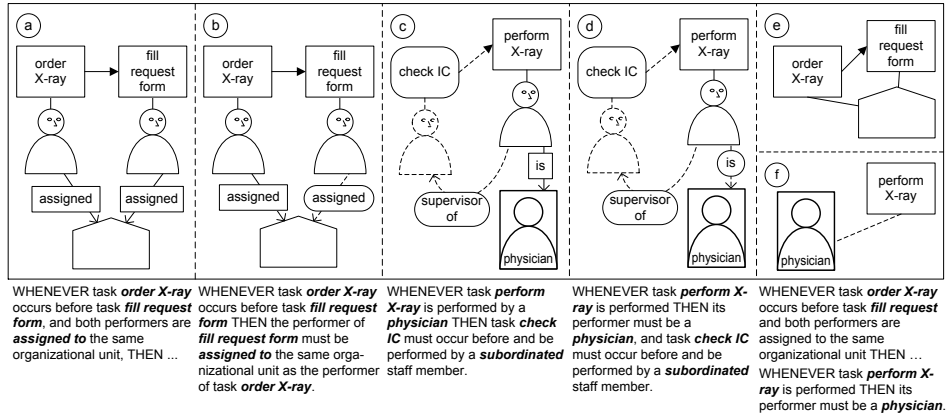 a
order
X-ray
fill
request
form
assigned
assigned
b
order
X-ray
fill
request
form
assigned
assigned
c
check IC
perform
X-ray
is
supervisor
of
physician
d
check IC
perform
X-ray
is
supervisor
of
physician
e
order
X-ray
fill
request
form
f
perform
X-ray
physician
WHENEVER task order X-ray
occurs before task fill request
form, and both performers are
assigned to the same
organizational unit, THEN ...
WHENEVER task order X-ray
occurs before task fill request
form THEN the performer of
fill request form must be
assigned to the same orga-
nizational unit as the performer
of task order X-ray.
WHENEVER task perform
X-ray is performed by a
physician THEN task check
IC must occur before and be
performed by a subordinated
staff member.
WHENEVER task perform X-
ray is performed THEN its
performer must be a
physician, and task check IC
must occur before and be
performed by a subordinated
staff member.
WHENEVER task order X-ray
occurs before task fill request
and both performers are
assigned to the same
organizational unit THEN …
WHENEVER task perform X-
ray is performed THEN its
performer must be a physician.